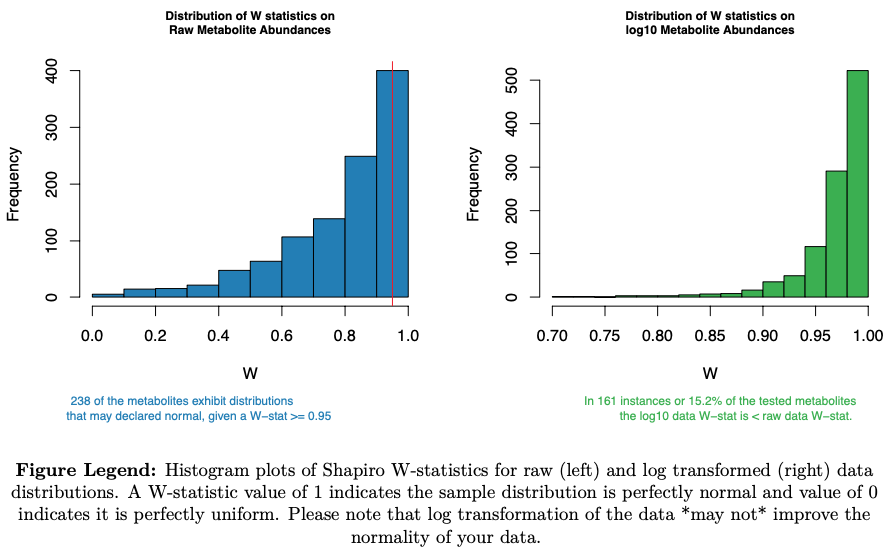 Distribution of W statistics on
Raw Metabolite Abundances
Frequency
400
300
200
100
0
0.0 0.2 0.4 0.6 0.8 1.0
W
238 of the metabolites exhibit distributions
that may declared normal, given a W-stat >= 0.95
Distribution of W statistics on
log10 Metabolite Abundances
Frequency
500
400
300
200
100
0
0.70 0.75 0.80 0.85 0.90 0.95 1.00
W
In 161 instances or 15.2% of the tested metabolites
the log10 data W-stat is < raw data W-stat.
Figure Legend: Histogram plots of Shapiro W-statistics for raw (left) and log transformed (right) data
distributions. A W-statistic value of 1 indicates the sample distribution is perfectly normal and value of 0
indicates it is perfectly uniform. Please note that log transformation of the data *may not* improve the
normality of your data.